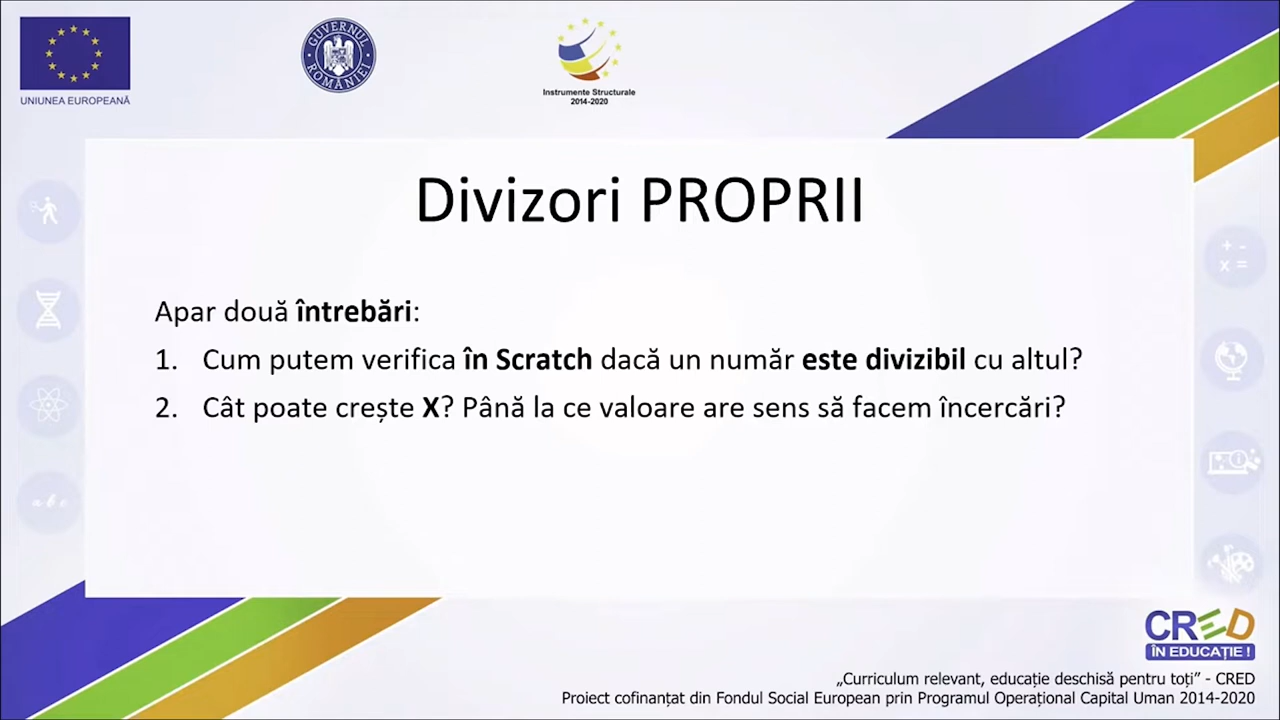 UNIUNEA EUROPEANĂ
GUVERNUL ROMÂNIEI
Instrumente Structurale
2014-2020
Divizori PROPRII
Apar două întrebări:
1. Cum putem verifica în Scratch dacă un număr este divizibil cu altul?
2. Cât poate crește X? Până la ce valoare are sens să facem încercări?
+ -
x =
a b c
CRED
ÎN EDUCAȚIE !
„Curriculum relevant, educație deschisă pentru toți” - CRED
Proiect cofinanțat din Fondul Social European prin Programul Operațional Capital Uman 2014-2020